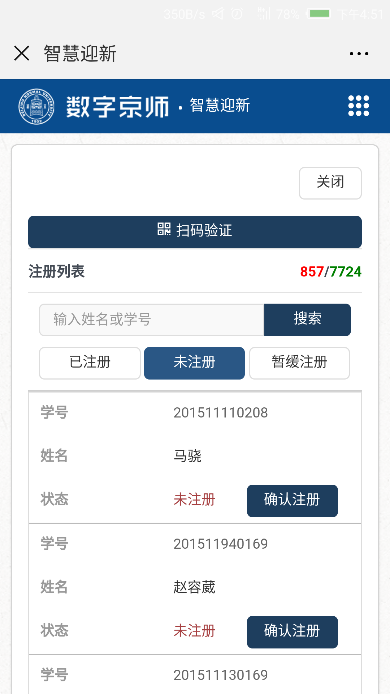 350B/s 78% 下午4:51
智慧迎新
数字京师 · 智慧迎新
关闭
扫码验证
注册列表 857/7724
输入姓名或学号 搜索
已注册 未注册 暂缓注册
学号 201511110208
姓名 马骁
状态 未注册 确认注册
学号 201511940169
姓名 赵容葳
状态 未注册 确认注册
学号 201511130169